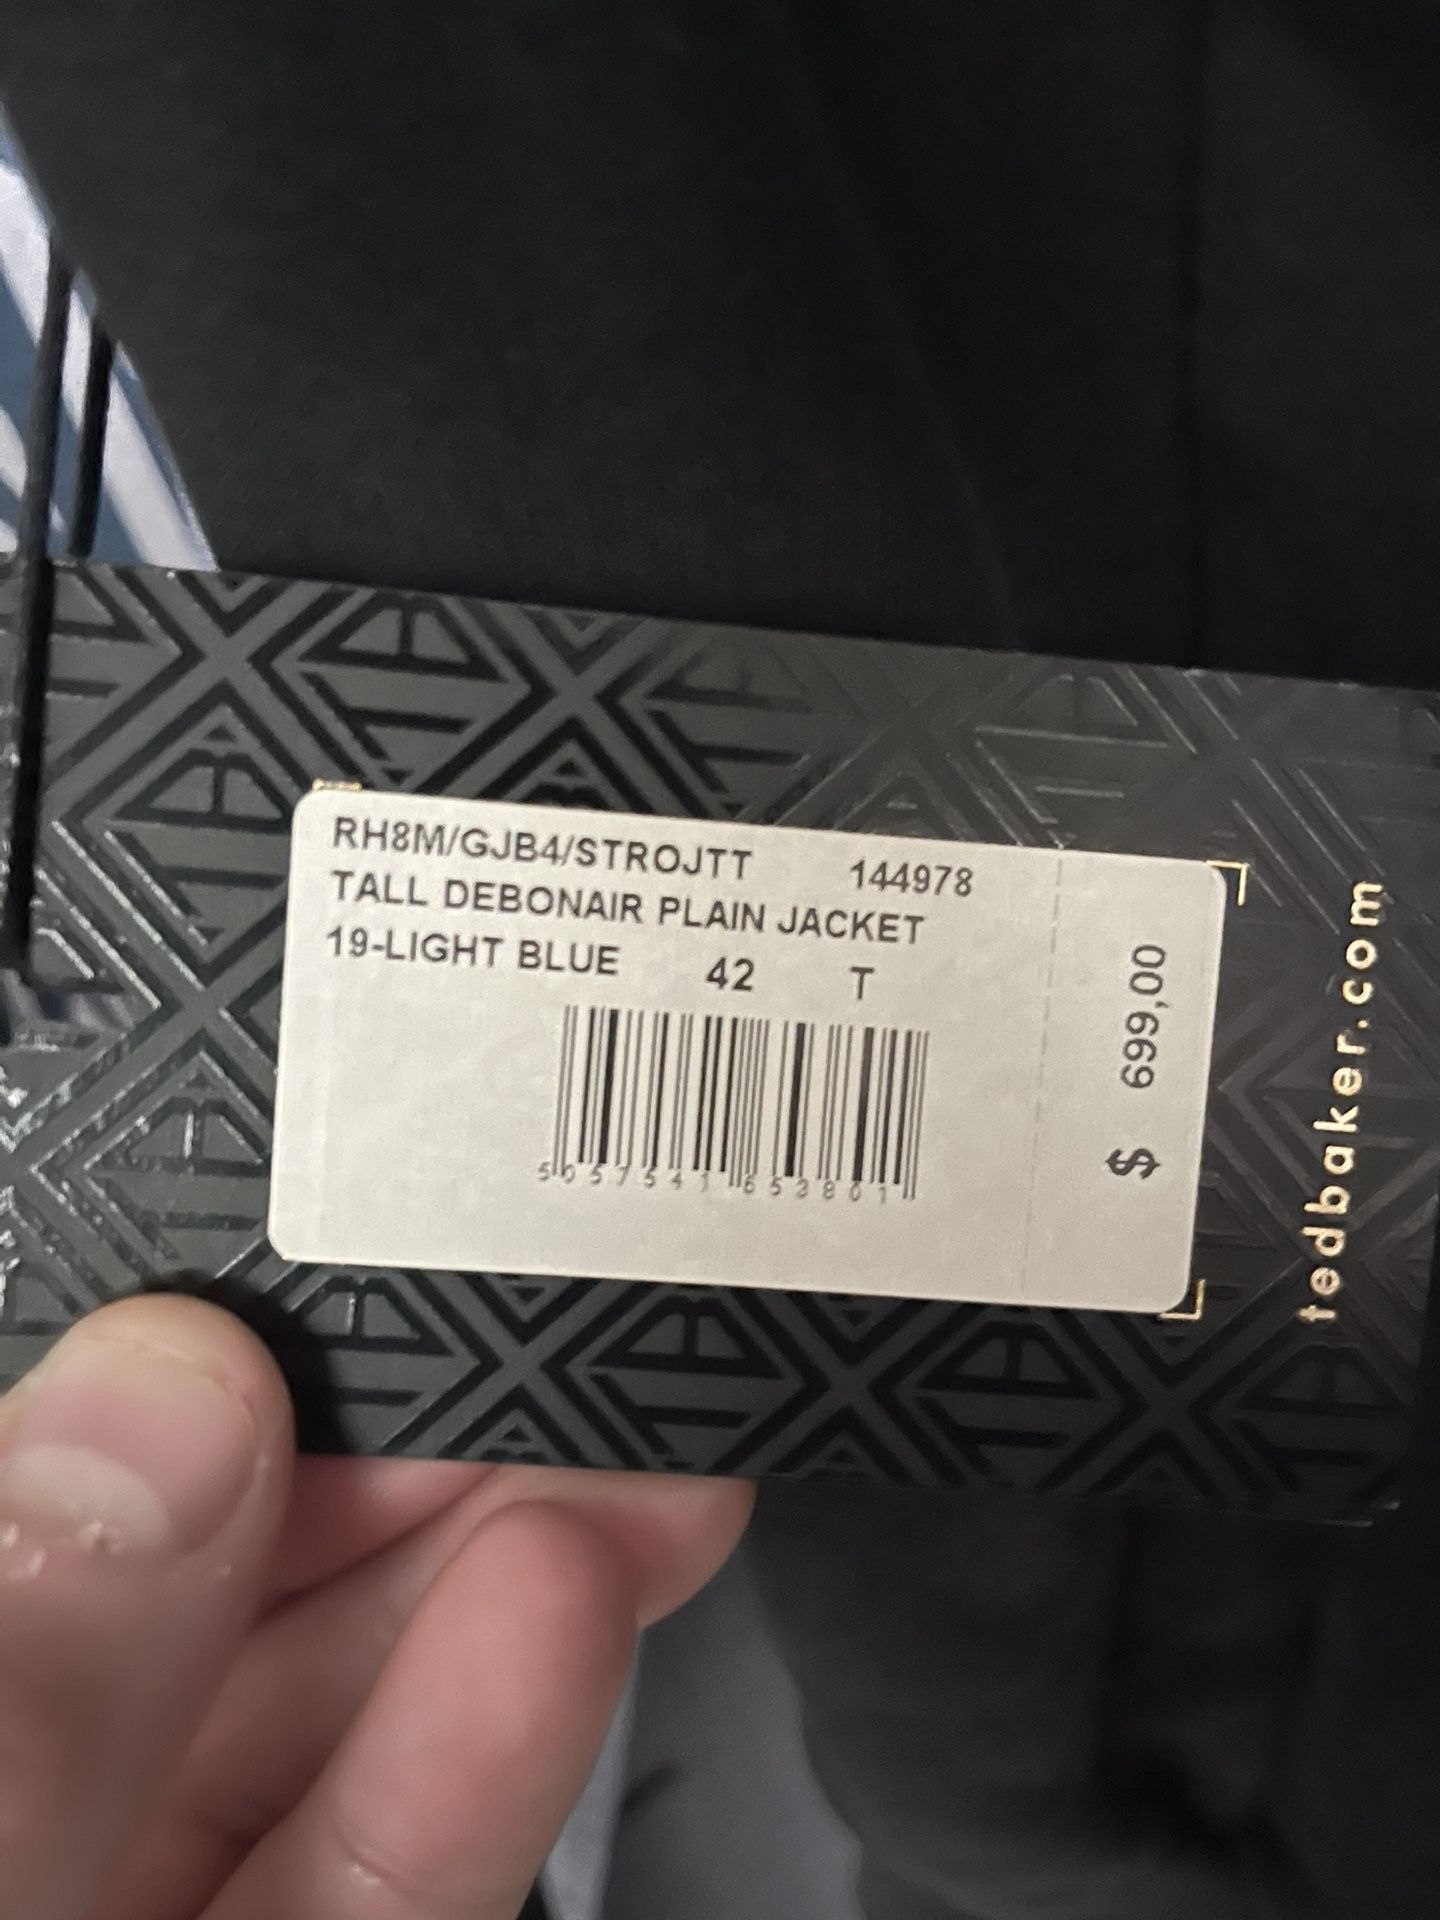 RH8M/GJB4/STROJTT 144978
TALL DEBONAIR PLAIN JACKET
19-LIGHT BLUE 42 T
5057541653801
$ 699,00
tedbaker.com